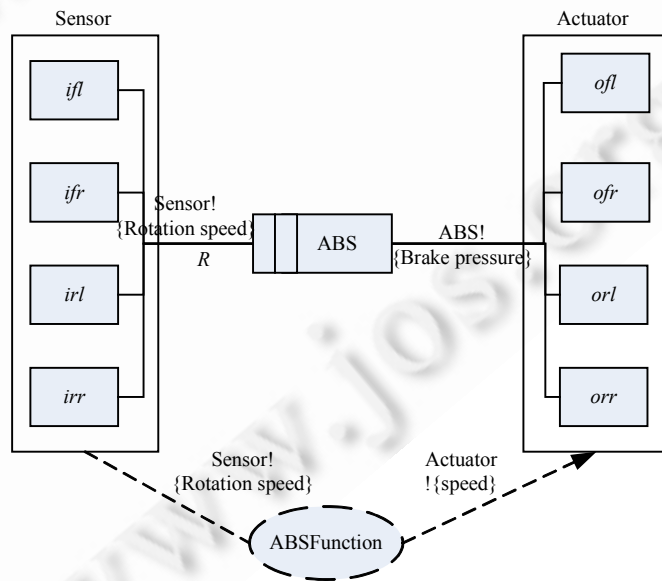 Sensor
Actuator
ifl
ofl
ifr
ofr
Sensor!
{Rotation speed}
R
ABS
ABS!
{Brake pressure}
irl
orl
irr
orr
Sensor!
{Rotation speed}
Actuator
!{speed}
ABSFunction